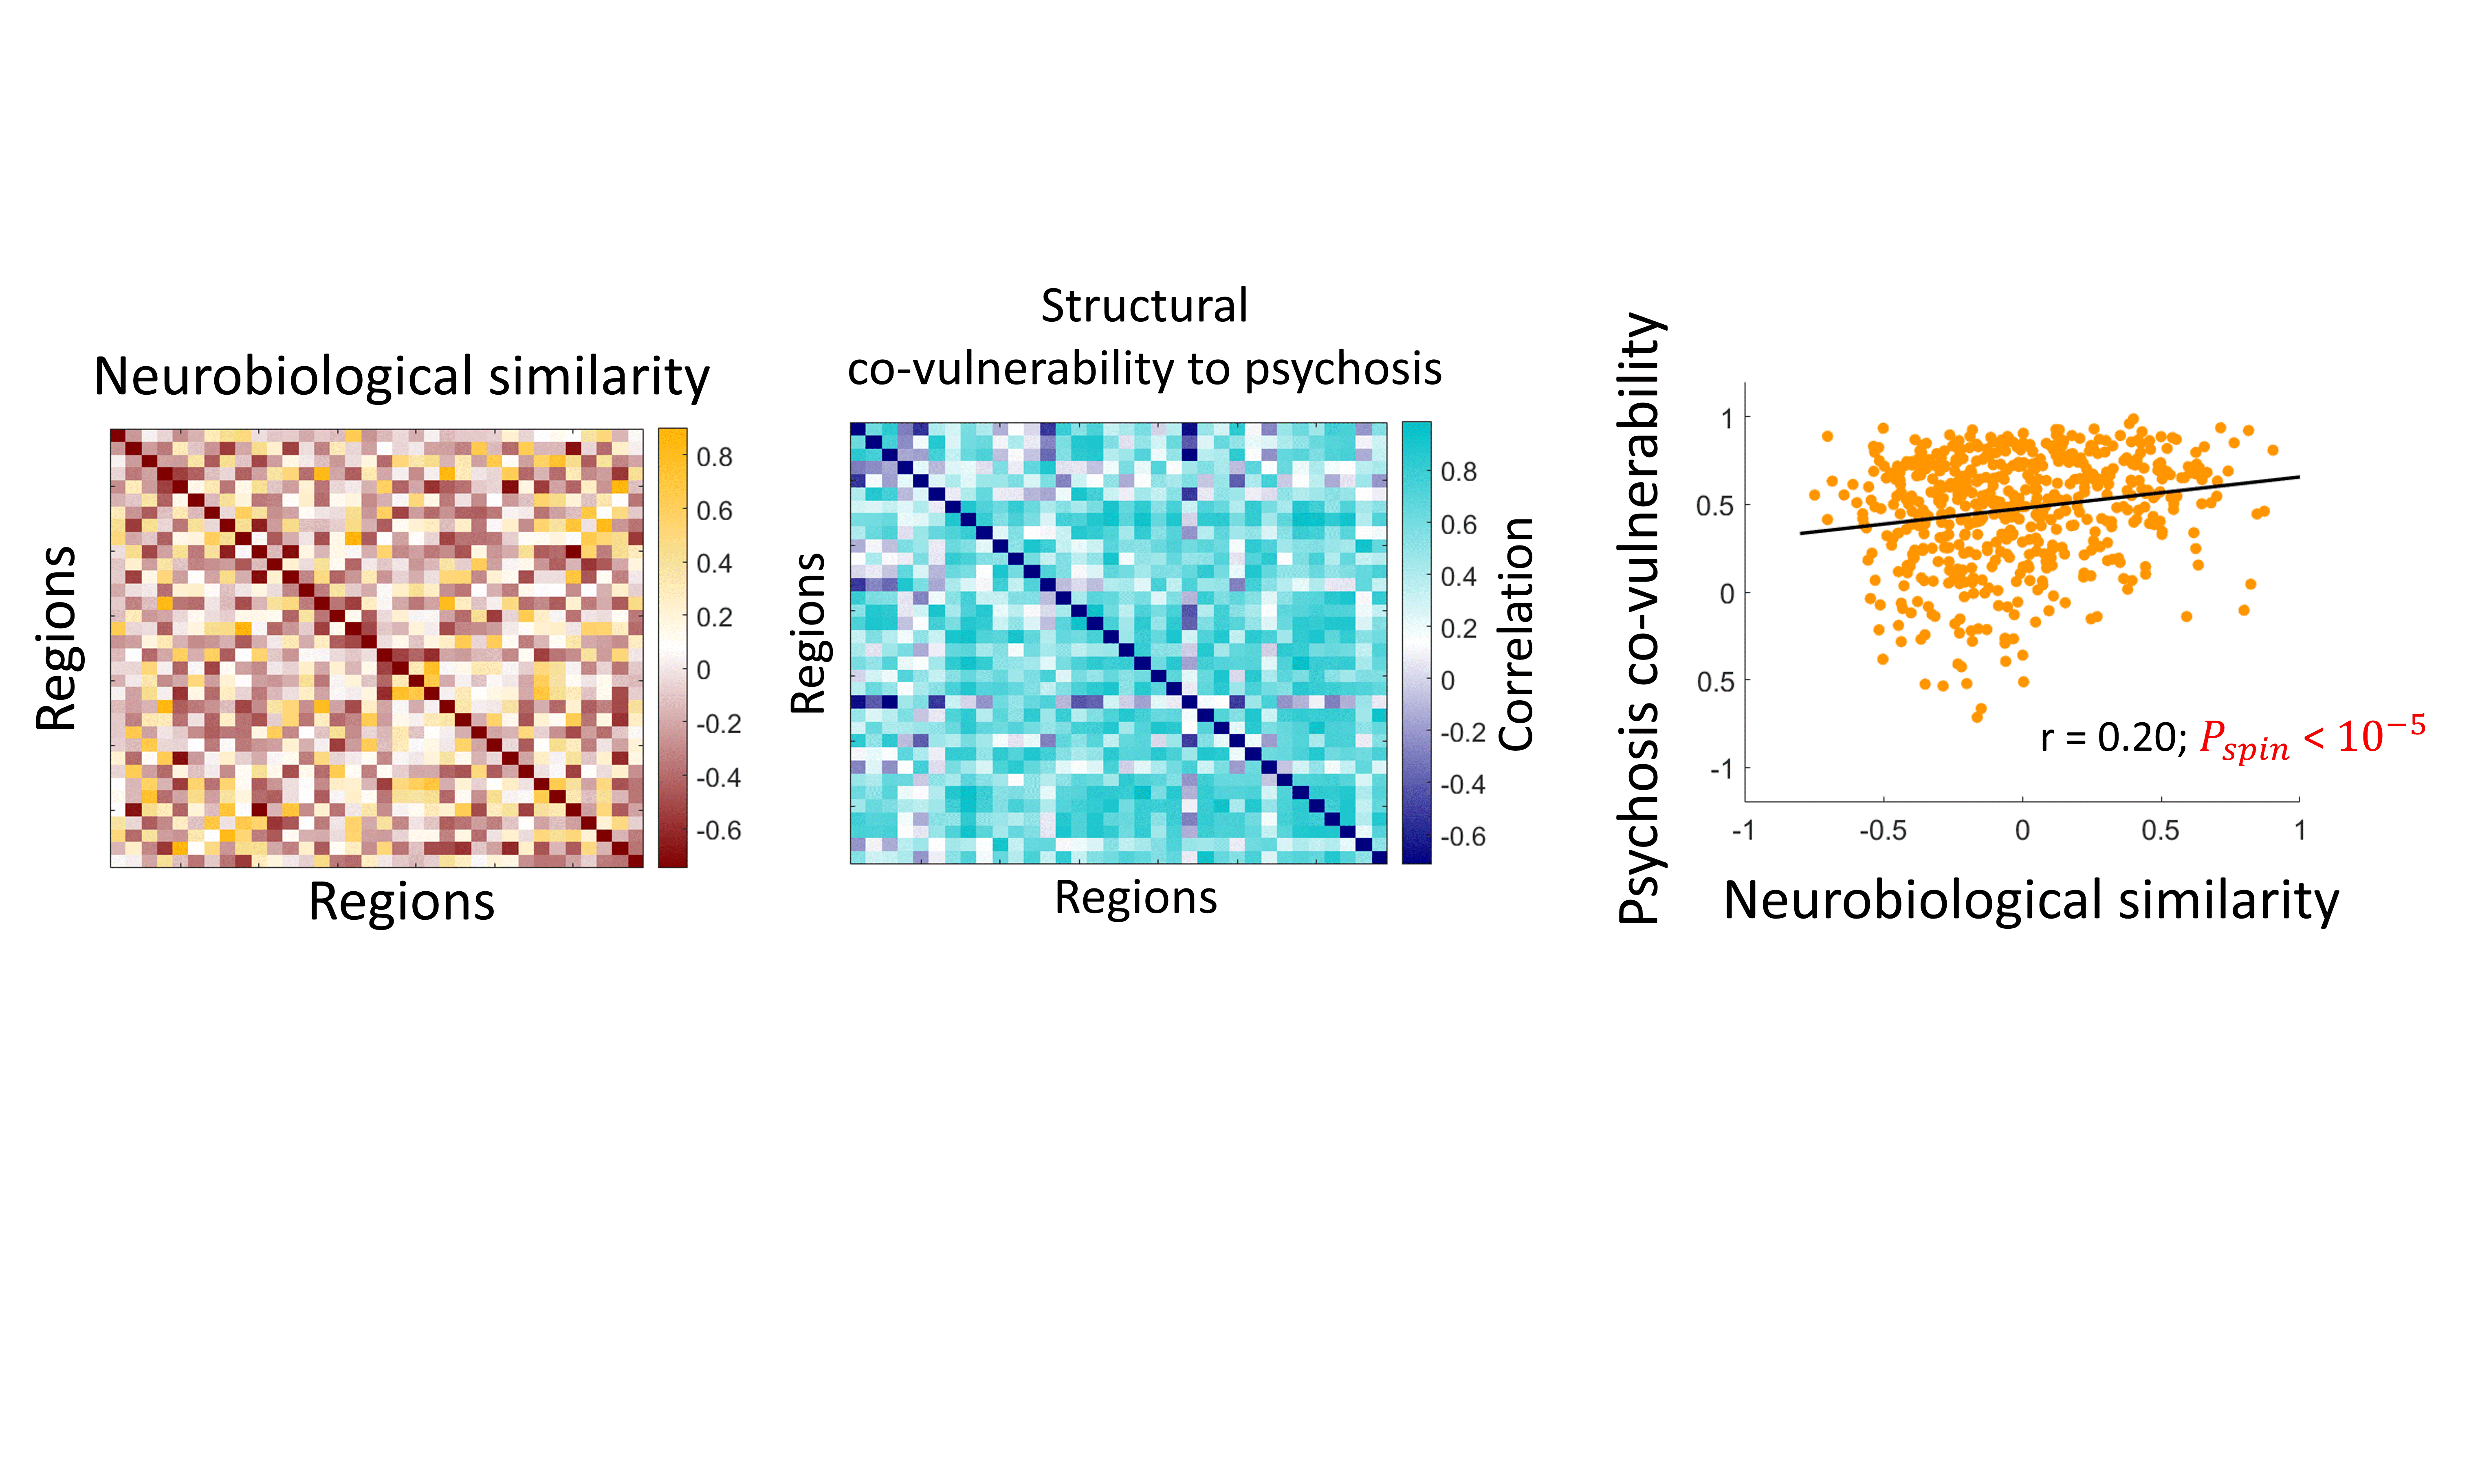 Neurobiological similarity
Regions
Regions
0.8
0.6
0.4
0.2
0
-0.2
-0.4
-0.6
Structural
co-vulnerability to psychosis
Regions
Regions
0.8
0.6
0.4
0.2
0
-0.2
-0.4
-0.6
Correlation
Psychosis co-vulnerability
1
0.5
0
0.5
-1
-1
-0.5
0
0.5
1
r = 0.20; P_spin < 10⁻⁵
Neurobiological similarity